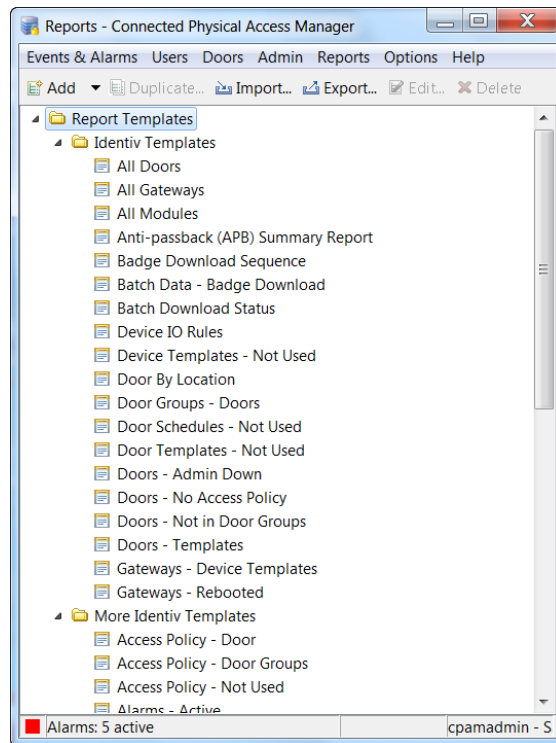 Reports - Connected Physical Access Manager
Events & Alarms Users Doors Admin Reports Options Help
Add Duplicate... Import... Export... Edit... Delete
Report Templates
Identiv Templates
All Doors
All Gateways
All Modules
Anti-passback (APB) Summary Report
Badge Download Sequence
Batch Data - Badge Download
Batch Download Status
Device IO Rules
Device Templates - Not Used
Door By Location
Door Groups - Doors
Door Schedules - Not Used
Door Templates - Not Used
Doors - Admin Down
Doors - No Access Policy
Doors - Not in Door Groups
Doors - Templates
Gateways - Device Templates
Gateways - Rebooted
More Identiv Templates
Access Policy - Door
Access Policy - Door Groups
Access Policy - Not Used
Alarms - Active
Alarms: 5 active cpamadmin - S